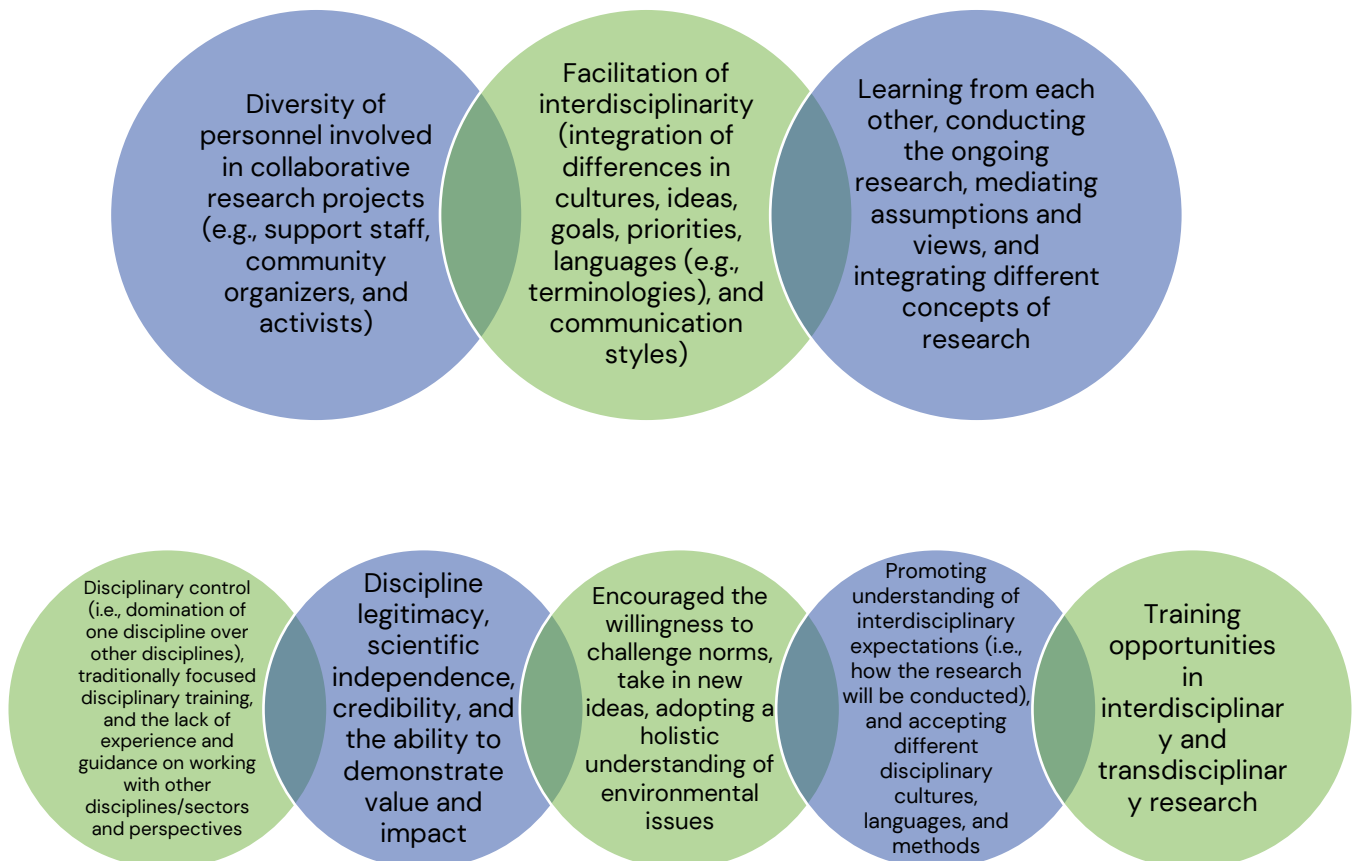 Diversity of
personnel involved
in collaborative
research projects
(e.g., support staff,
community
organizers, and
activists)
Facilitation of
interdisciplinarity
(integration of
differences in
cultures, ideas,
goals, priorities,
languages (e.g.,
terminologies), and
communication
styles)
Learning from each
other, conducting
the ongoing
research, mediating
assumptions and
views, and
integrating different
concepts of
research
Disciplinary control
(i.e., domination of
one discipline over
other disciplines),
traditionally focused
disciplinary training,
and the lack of
experience and
guidance on working
with other
disciplines/sectors
and perspectives
Discipline
legitimacy,
scientific
independence,
credibility, and
the ability to
demonstrate
value and
impact
Encouraged the
willingness to
challenge norms,
take in new
ideas, adopting a
holistic
understanding of
environmental
issues
Promoting
understanding of
interdisciplinary
expectations (i.e.,
how the research
will be conducted),
and accepting
different
disciplinary
cultures,
languages, and
methods
Training
opportunities
in
interdisciplinar
y and
transdisciplinar
y research